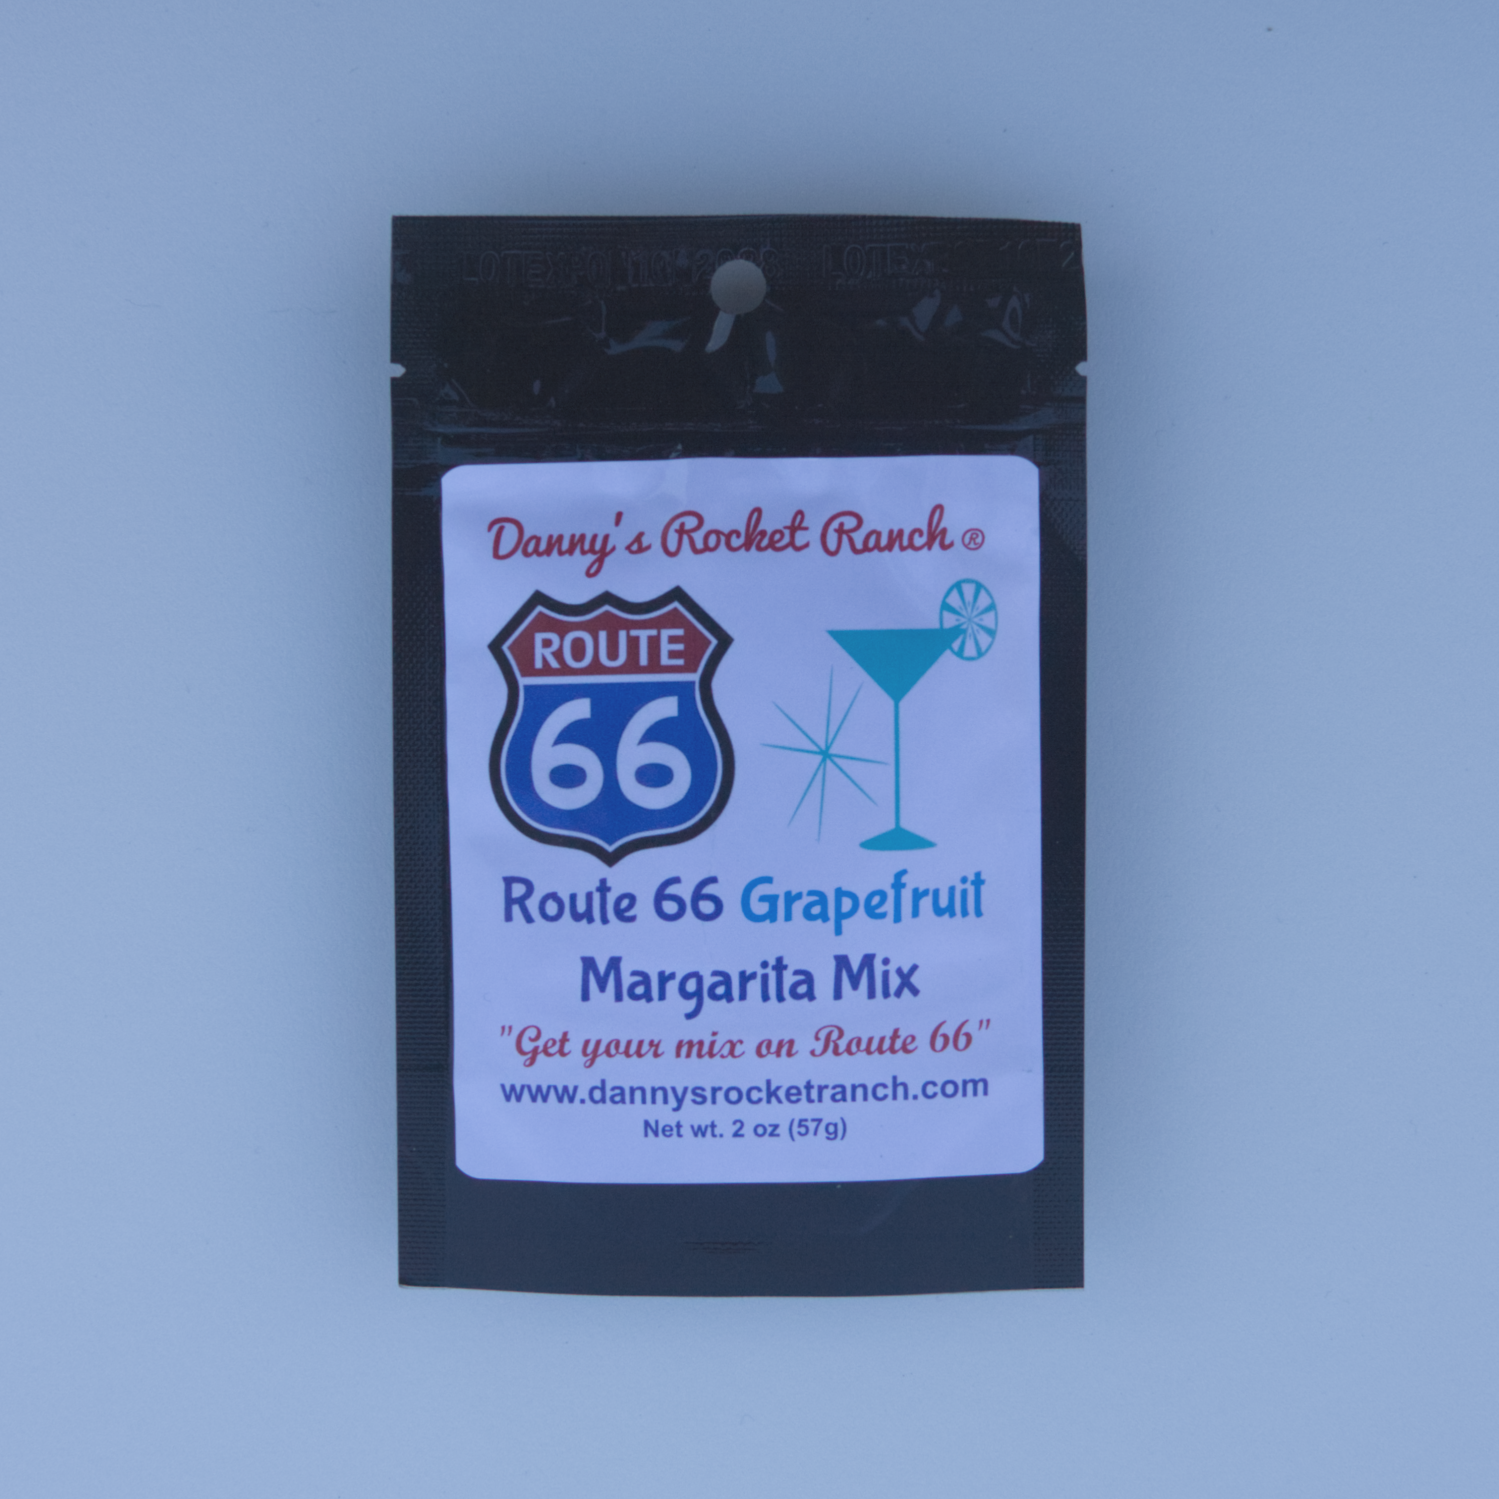 Danny's Rocket Ranch ®
ROUTE
66
Route 66 Grapefruit
Margarita Mix
"Get your mix on Route 66"
www.dannysrocketranch.com
Net wt. 2 oz (57g)